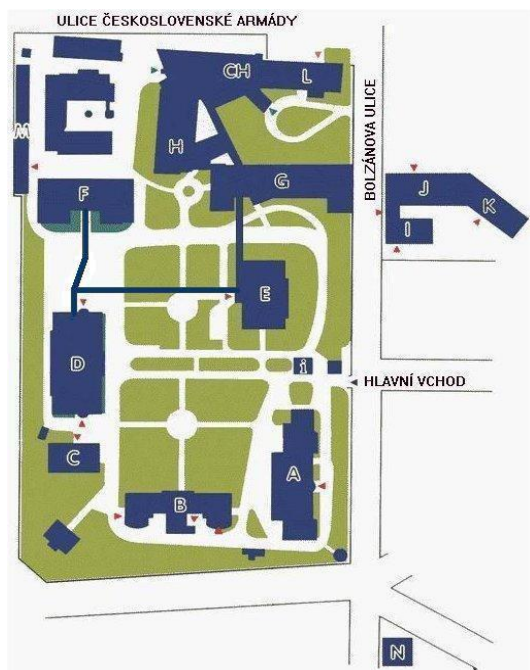 ULICE ČESKOSLOVENSKÉ ARMÁDY
CH
L
M
H
BOLZÁNOVA ULICE
F
G
J
K
I
E
D
i
HLAVNÍ VCHOD
C
A
B
N